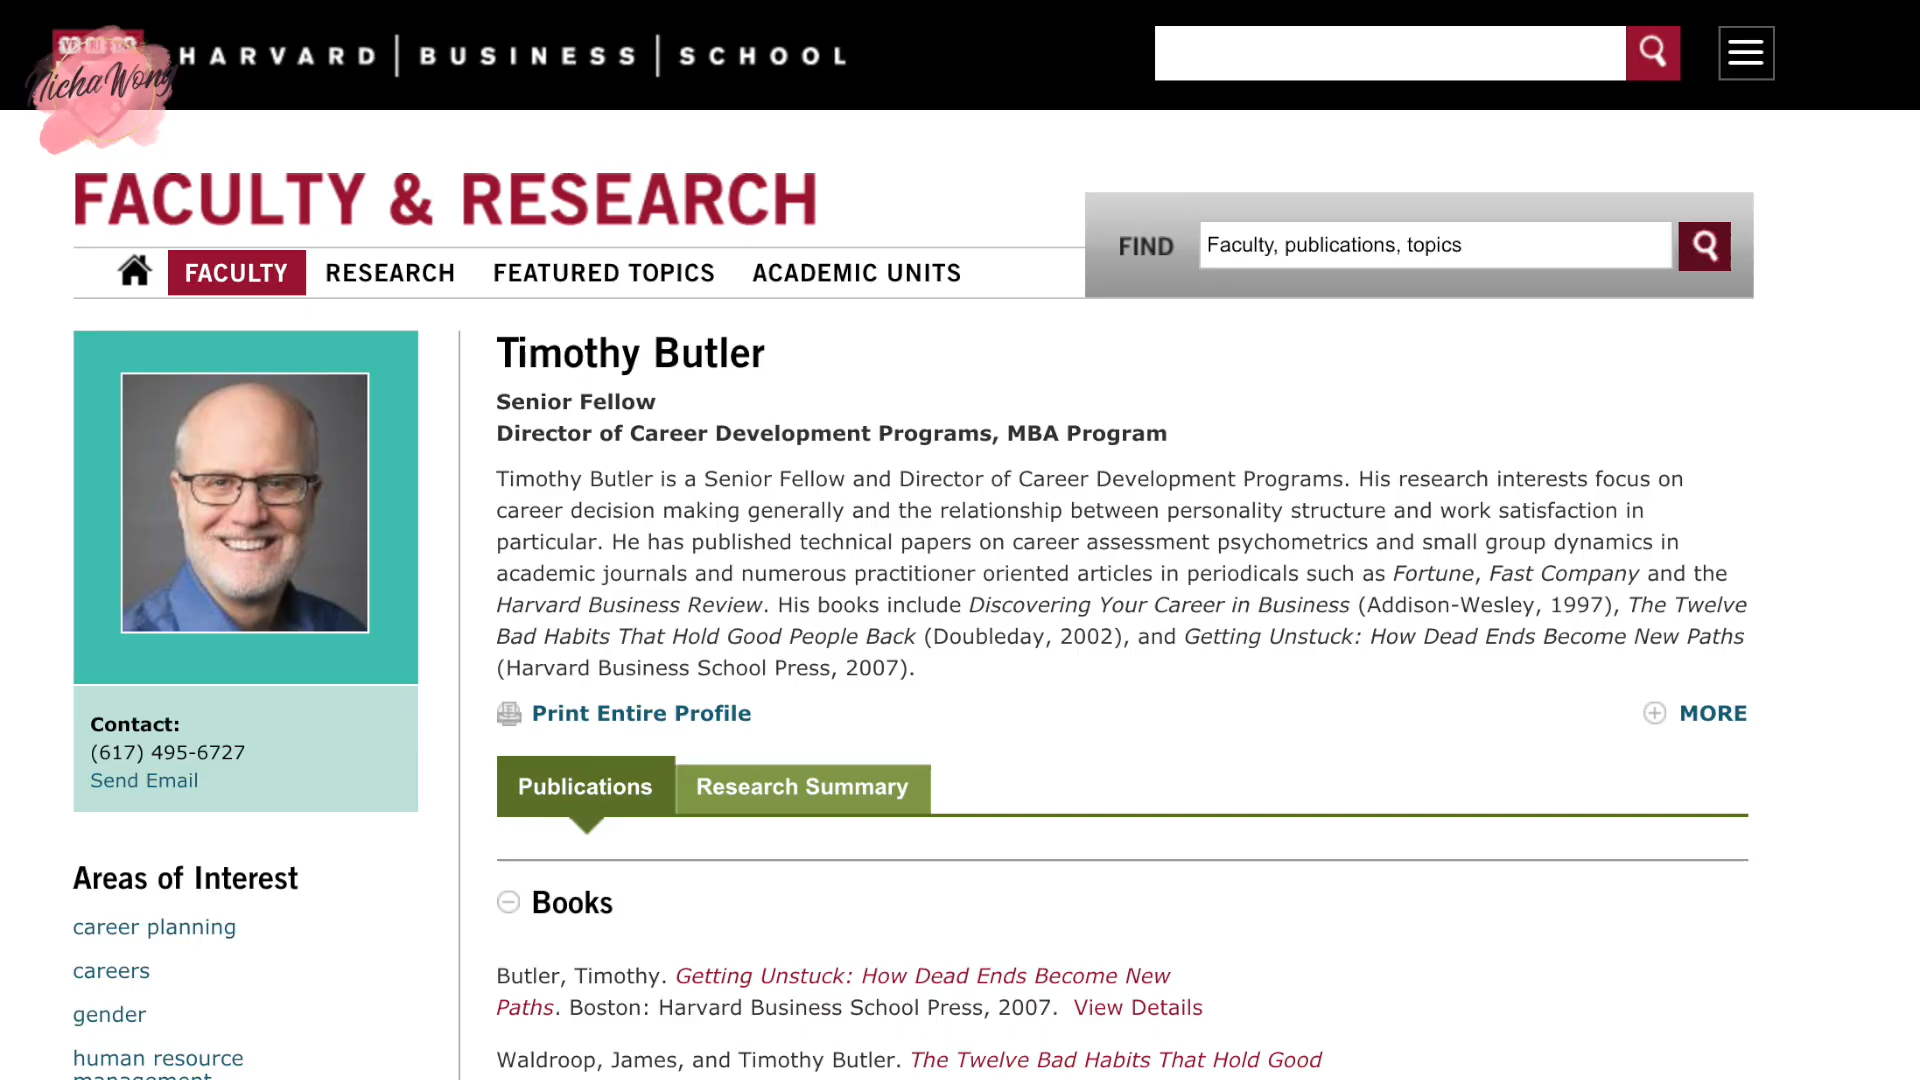 HARVARD | BUSINESS | SCHOOL
Nicha Wong
FACULTY & RESEARCH
FIND
Faculty, publications, topics
FACULTY
RESEARCH
FEATURED TOPICS
ACADEMIC UNITS
Timothy Butler
Senior Fellow
Director of Career Development Programs, MBA Program
Timothy Butler is a Senior Fellow and Director of Career Development Programs. His research interests focus on
career decision making generally and the relationship between personality structure and work satisfaction in
particular. He has published technical papers on career assessment psychometrics and small group dynamics in
academic journals and numerous practitioner oriented articles in periodicals such as Fortune, Fast Company and the
Harvard Business Review. His books include Discovering Your Career in Business (Addison-Wesley, 1997), The Twelve
Bad Habits That Hold Good People Back (Doubleday, 2002), and Getting Unstuck: How Dead Ends Become New Paths
(Harvard Business School Press, 2007).
Print Entire Profile
MORE
Contact:
(617) 495-6727
Send Email
Publications
Research Summary
Areas of Interest
career planning
careers
gender
human resource
management
Books
Butler, Timothy. Getting Unstuck: How Dead Ends Become New
Paths. Boston: Harvard Business School Press, 2007. View Details
Waldroop, James, and Timothy Butler. The Twelve Bad Habits That Hold Good